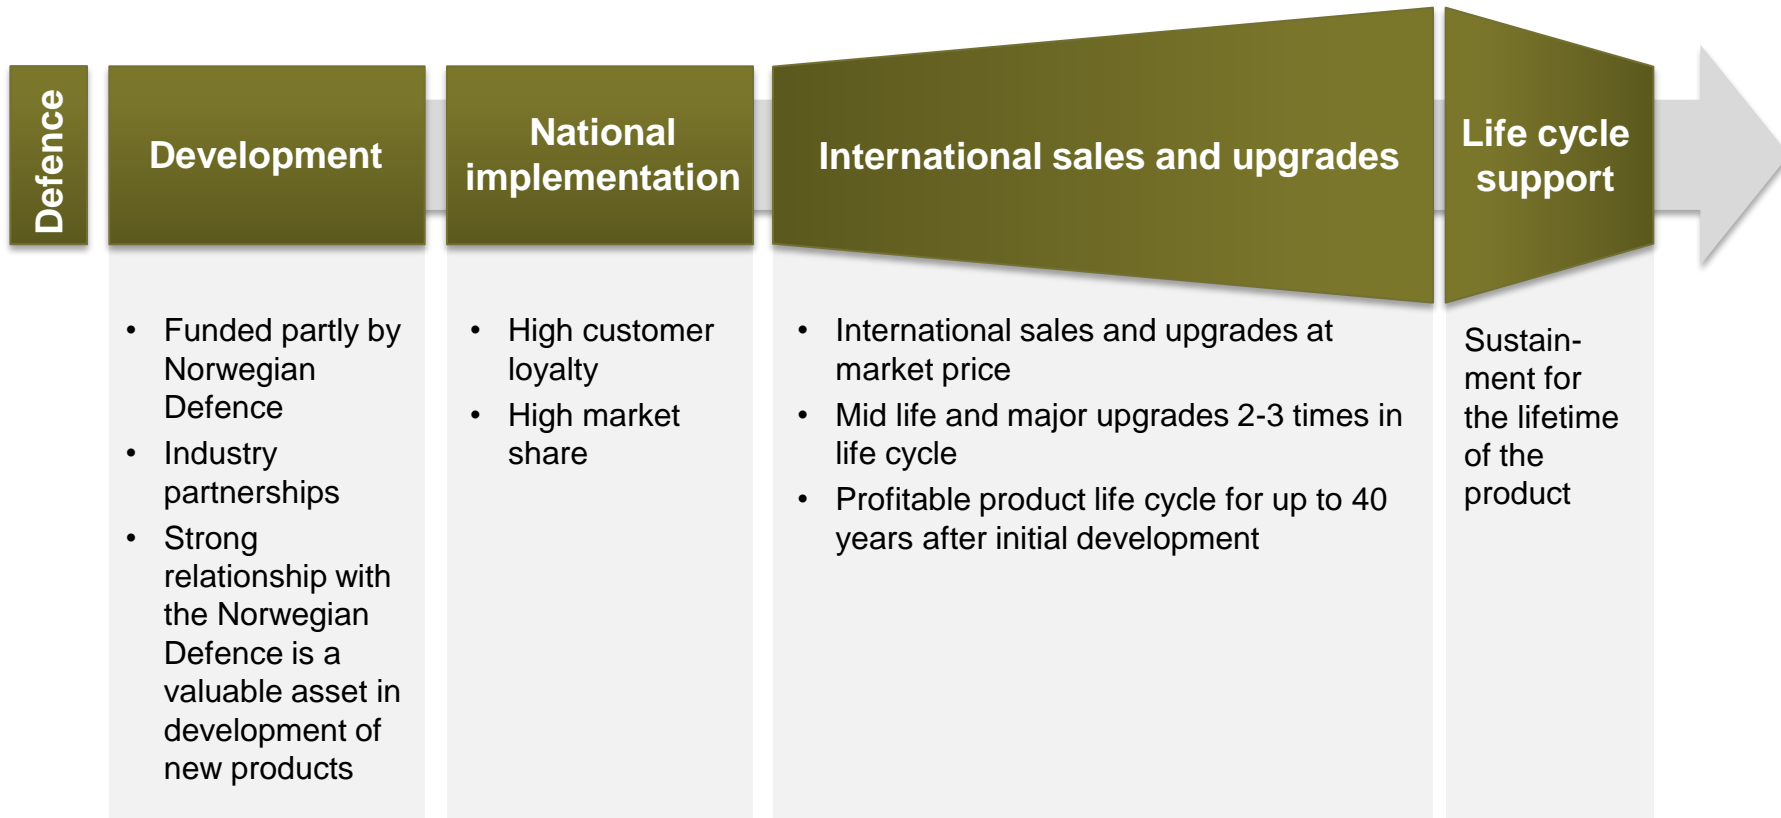 Defence
Development
National
implementation
International sales and upgrades
Life cycle
support
• Funded partly by
Norwegian
Defence
• Industry
partnerships
• Strong
relationship with
the Norwegian
Defence is a
valuable asset in
development of
new products
• High customer
loyalty
• High market
share
• International sales and upgrades at
market price
• Mid life and major upgrades 2-3 times in
life cycle
• Profitable product life cycle for up to 40
years after initial development
Sustain-
ment for
the lifetime
of the
product